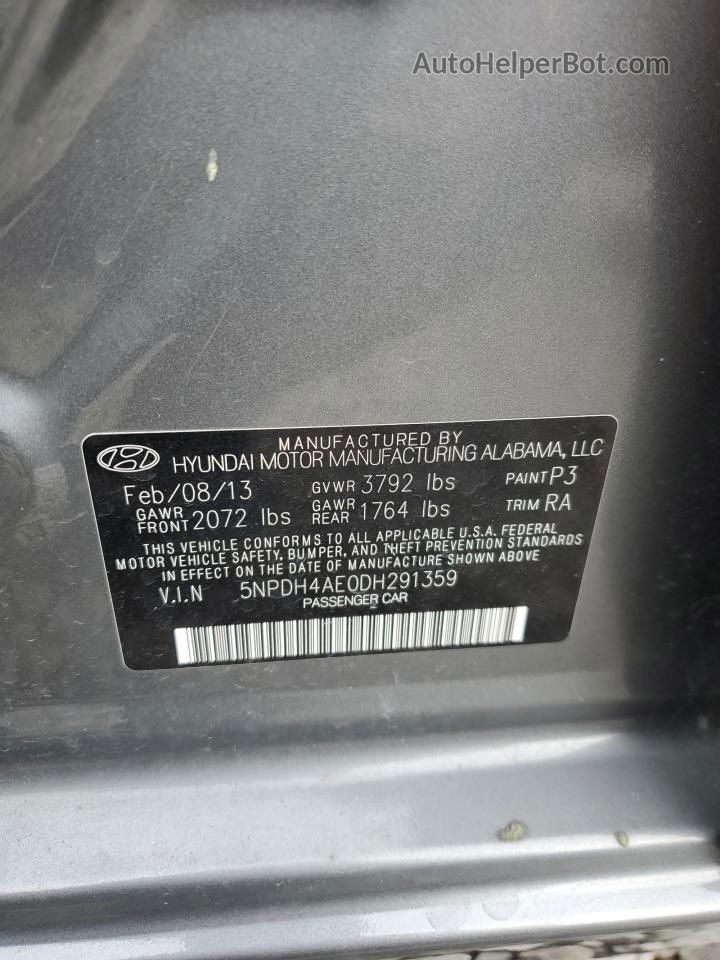 AutoHelperBot.com
MANUFACTURED BY
HYUNDAI MOTOR MANUFACTURING ALABAMA, LLC
Feb/08/13 GVWR 3792 lbs PAINT P3
GAWR FRONT 2072 lbs GAWR REAR 1764 lbs TRIM RA
THIS VEHICLE CONFORMS TO ALL APPLICABLE U.S.A. FEDERAL
MOTOR VEHICLE SAFETY, BUMPER, AND THEFT PREVENTION STANDARDS
IN EFFECT ON THE DATE OF MANUFACTURE SHOWN ABOVE
V.I.N 5NPDH4AE0DH291359
PASSENGER CAR